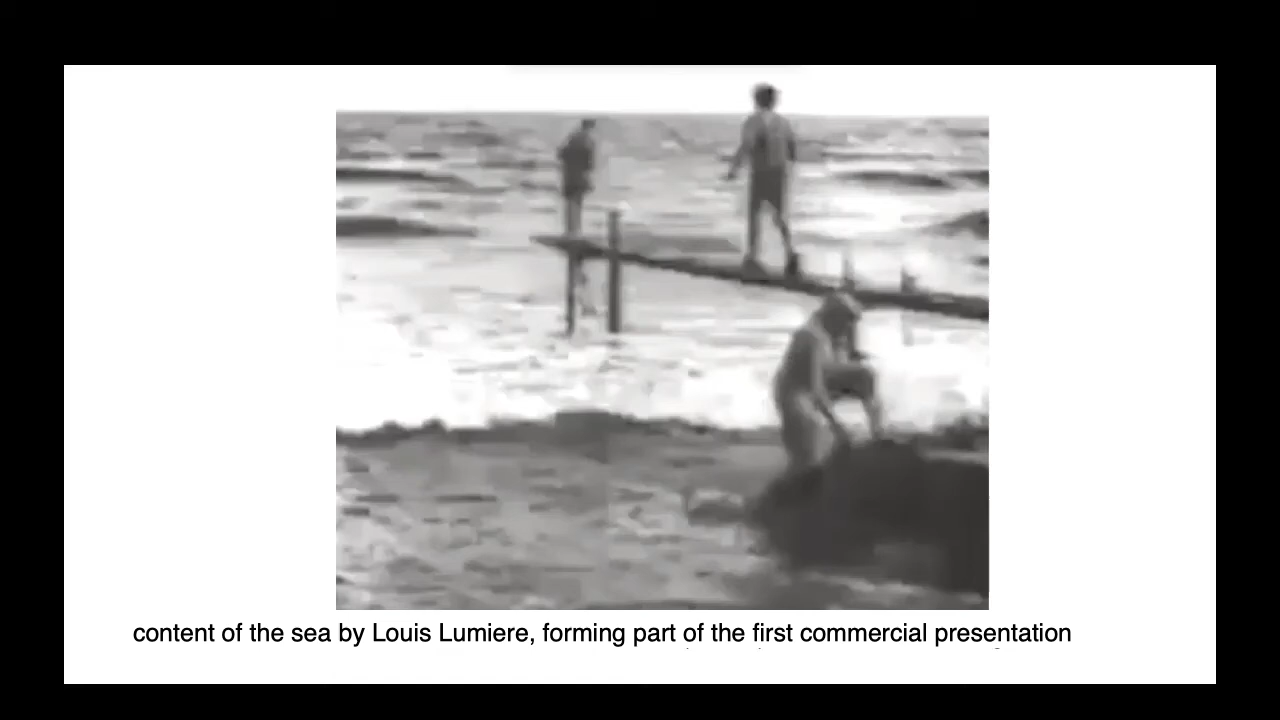 content of the sea by Louis Lumiere, forming part of the first commercial presentation